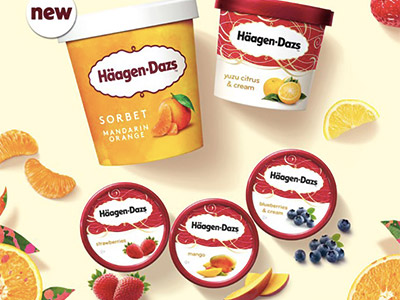 new
Häagen-Dazs
SORBET
MANDARIN
ORANGE
Häagen-Dazs
yuzu citrus
& cream
Häagen-Dazs
strawberries
Häagen-Dazs
mango
Häagen-Dazs
blueberries
& cream